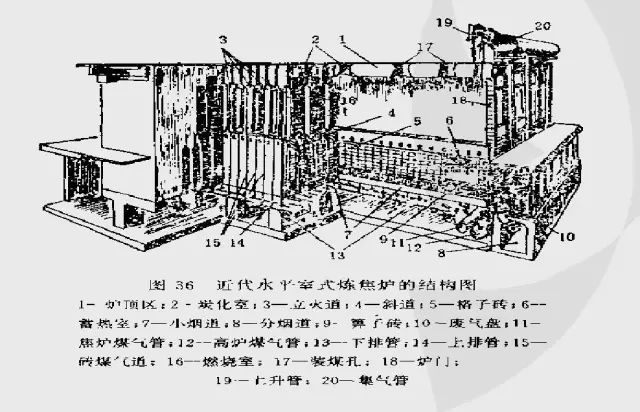 3 2 1 17 19 20
16 4 5 6 18
15 14 13 7 9 11 12 8 10
图 36 近代水平室式炼焦炉的结构图
1-炉顶区;2-炭化室;3-立火道;4-斜道;5-格子砖;6-
蓄热室;7-小烟道;8-分烟道;9-箅子砖;10-废气盘;11-
焦炉煤气管;12-高炉煤气管;13-下排管;14-上排管;15-
砖煤气道;16-燃烧室;17-装煤孔;18-炉门;
19-上升管;20-集气管